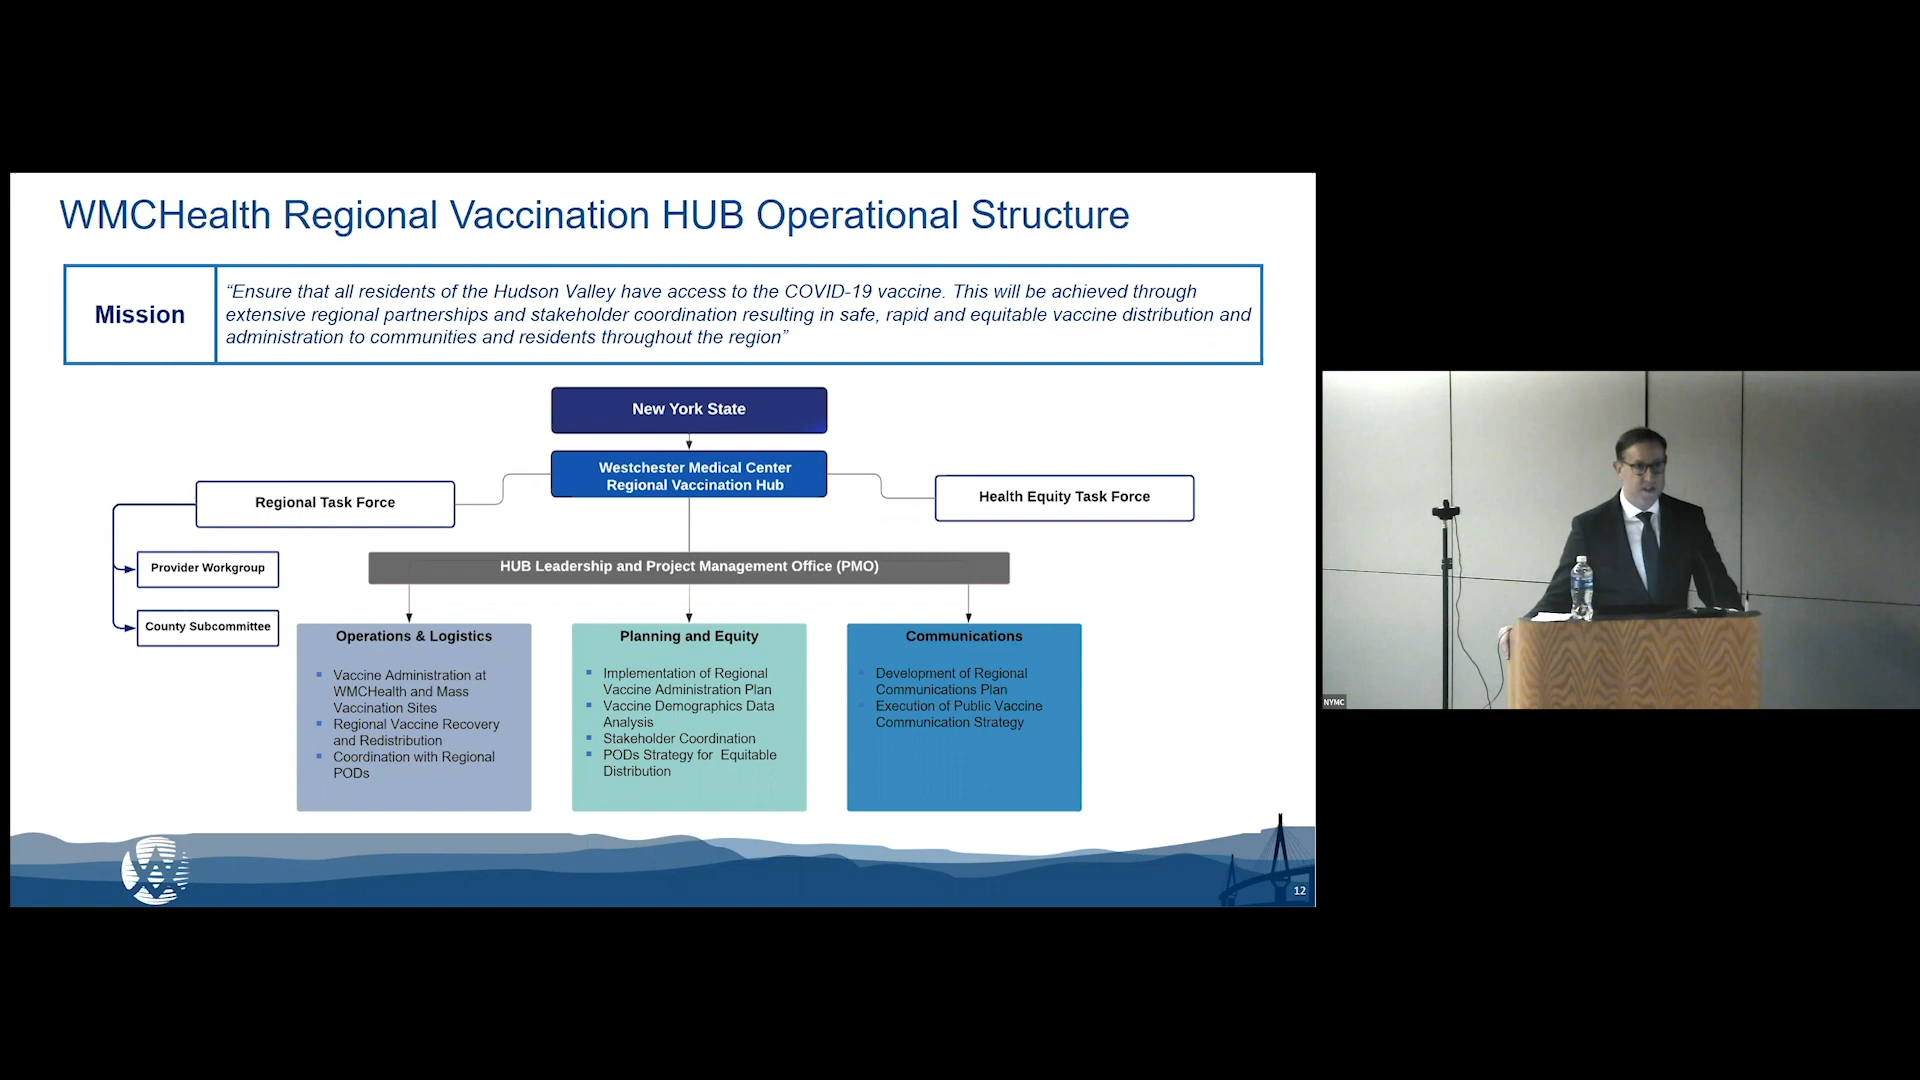 WMCHealth Regional Vaccination HUB Operational Structure
Mission
“Ensure that all residents of the Hudson Valley have access to the COVID-19 vaccine. This will be achieved through
extensive regional partnerships and stakeholder coordination resulting in safe, rapid and equitable vaccine distribution and
administration to communities and residents throughout the region”
New York State
Westchester Medical Center
Regional Vaccination Hub
Regional Task Force
Health Equity Task Force
Provider Workgroup
County Subcommittee
HUB Leadership and Project Management Office (PMO)
Operations & Logistics
Vaccine Administration at
WMCHealth and Mass
Vaccination Sites
Regional Vaccine Recovery
and Redistribution
Coordination with Regional
PODs
Planning and Equity
Implementation of Regional
Vaccine Administration Plan
Vaccine Demographics Data
Analysis
Stakeholder Coordination
PODs Strategy for Equitable
Distribution
Communications
Development of Regional
Communications Plan
Execution of Public Vaccine
Communication Strategy
12
NYMC